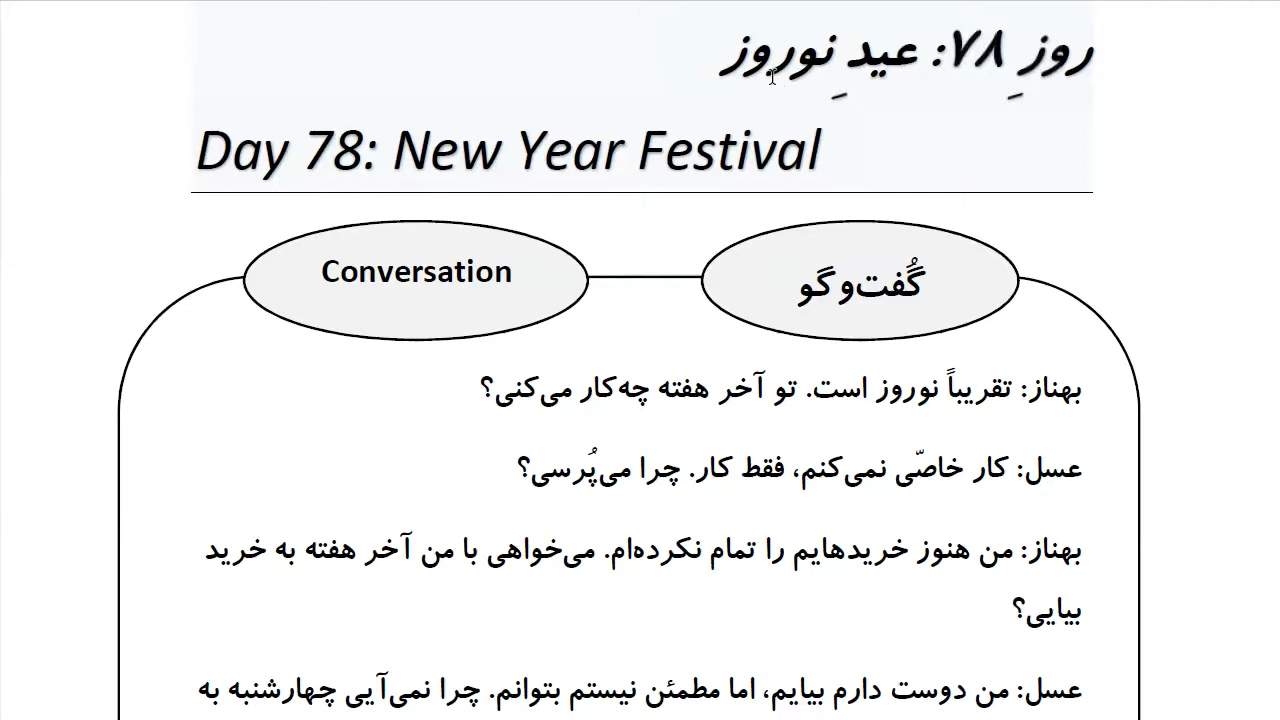 روزِ ۷۸: عیدِ نوروز
Day 78: New Year Festival
Conversation
گُفت‌وگو
بهناز: تقریباً نوروز است. تو آخر هفته چه‌کار می‌کنی؟
عسل: کار خاصّی نمی‌کنم، فقط کار. چرا می‌پُرسی؟
بهناز: من هنوز خریدهایم را تمام نکرده‌ام. می‌خواهی با من آخر هفته به خرید
بیایی؟
عسل: من دوست دارم بیایم، اما مطمئن نیستم بتوانم. چرا نمی‌آیی چهارشنبه به